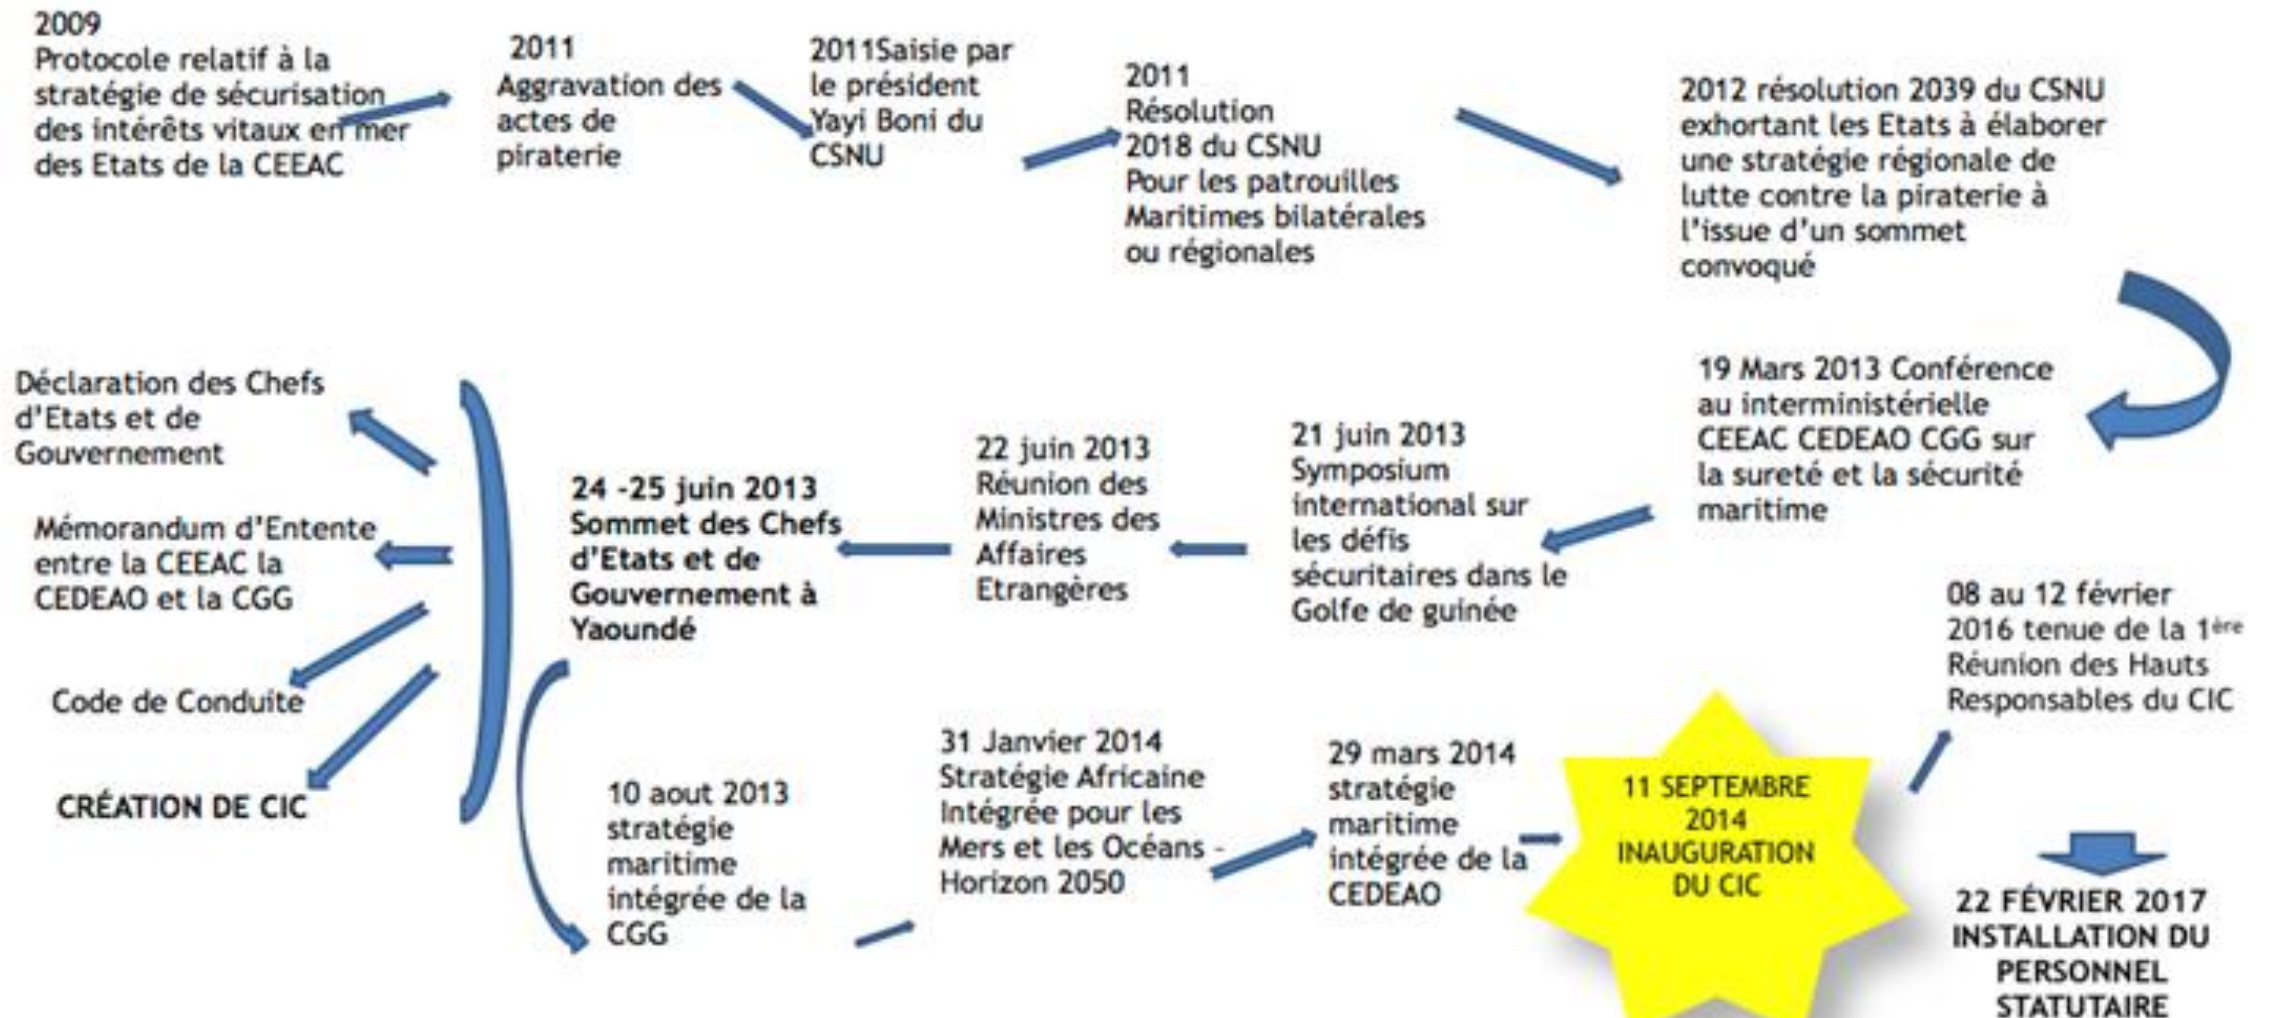 2009
Protocole relatif à la
stratégie de sécurisation
des intérêts vitaux en mer
des Etats de la CEEAC
2011
Aggravation des
actes de
piraterie
2011Saisie par
le président
Yayi Boni du
CSNU
2011
Résolution
2018 du CSNU
Pour les patrouilles
Maritimes bilatérales
ou régionales
2012 résolution 2039 du CSNU
exhortant les Etats à élaborer
une stratégie régionale de
lutte contre la piraterie à
l'issue d'un sommet
convoqué
19 Mars 2013 Conférence
au interministérielle
CEEAC CEDEAO CGG sur
la sureté et la sécurité
maritime
21 juin 2013
Symposium
international sur
les défis
sécuritaires dans le
Golfe de guinée
22 juin 2013
Réunion des
Ministres des
Affaires
Etrangères
24 -25 juin 2013
Sommet des Chefs
d'Etats et de
Gouvernement à
Yaoundé
Déclaration des Chefs
d'Etats et de
Gouvernement
Mémorandum d'Entente
entre la CEEAC la
CEDEAO et la CGG
Code de Conduite
CRÉATION DE CIC
10 aout 2013
stratégie
maritime
intégrée de la
CGG
31 Janvier 2014
Stratégie Africaine
Intégrée pour les
Mers et les Océans -
Horizon 2050
29 mars 2014
stratégie
maritime
intégrée de la
CEDEAO
11 SEPTEMBRE
2014
INAUGURATION
DU CIC
08 au 12 février
2016 tenue de la 1ère
Réunion des Hauts
Responsables du CIC
22 FÉVRIER 2017
INSTALLATION DU
PERSONNEL
STATUTAIRE